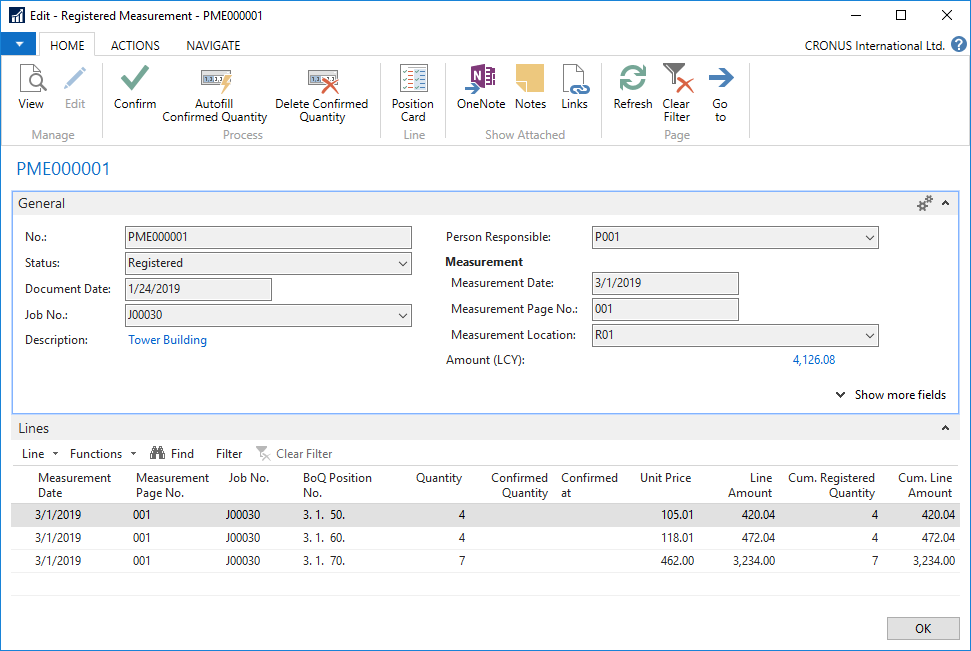 Edit - Registered Measurement - PME000001
HOME ACTIONS NAVIGATE CRONUS International Ltd. ?
View Edit Confirm Autofill Confirmed Quantity Delete Confirmed Quantity Position Card OneNote Notes Links Refresh Clear Filter Go to
Manage Process Line Show Attached Page
PME000001
General
No.: PME000001
Status: Registered
Document Date: 1/24/2019
Job No.: J00030
Description: Tower Building
Person Responsible: P001
Measurement
Measurement Date: 3/1/2019
Measurement Page No.: 001
Measurement Location: R01
Amount (LCY): 4,126.08
Show more fields
Lines
Line Functions Find Filter Clear Filter
Measurement Date Measurement Page No. Job No. BoQ Position No. Quantity Confirmed Quantity Confirmed at Unit Price Line Amount Cum. Registered Quantity Cum. Line Amount
3/1/2019 001 J00030 3. 1. 50. 4 105.01 420.04 4 420.04
3/1/2019 001 J00030 3. 1. 60. 4 118.01 472.04 4 472.04
3/1/2019 001 J00030 3. 1. 70. 7 462.00 3,234.00 7 3,234.00
OK